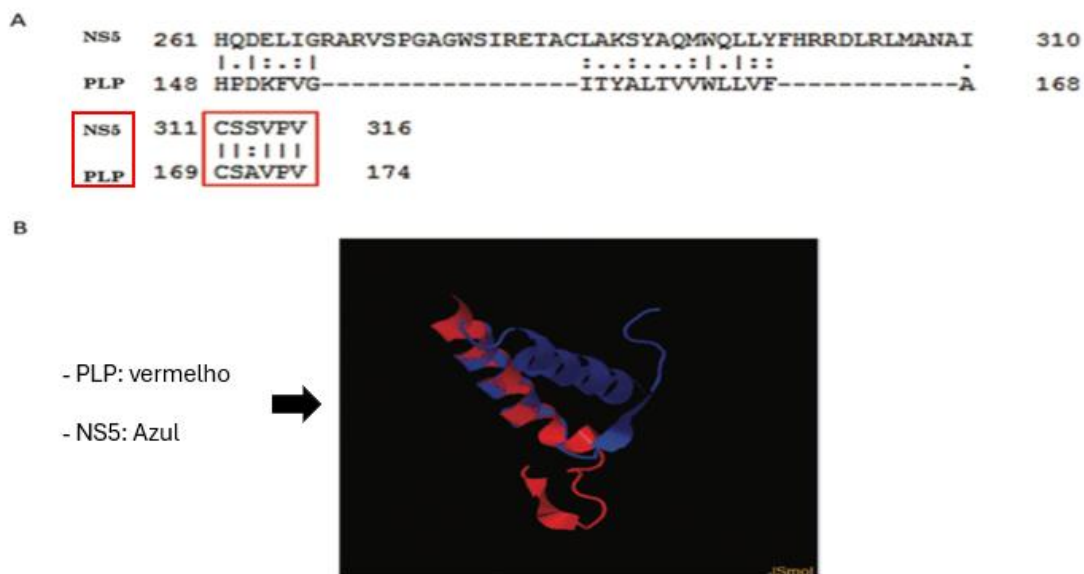 A
NS5 261 HQDELIGRARVSPGAGWSIRETACLAKSYAQMWQLLYFHRRDLRLMANAI 310
|.|:.:| :..:...:|.|:: .
PLP 148 HPDKFVG------------------ITYALTVVWLLVF-----------A 168
NS5 311 CSSVPV 316
||:|||
PLP 169 CSAVPV 174
B
- PLP: vermelho
- NS5: Azul
JSmol